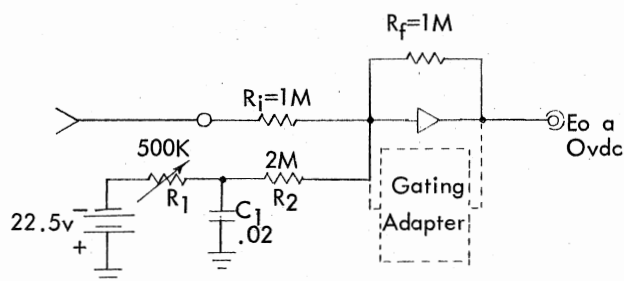 Rf=1M
Ri=1M
Eo a
Ovdc
500K
2M
R1
R2
Gating
Adapter
22.5v
-
+
C1
.02